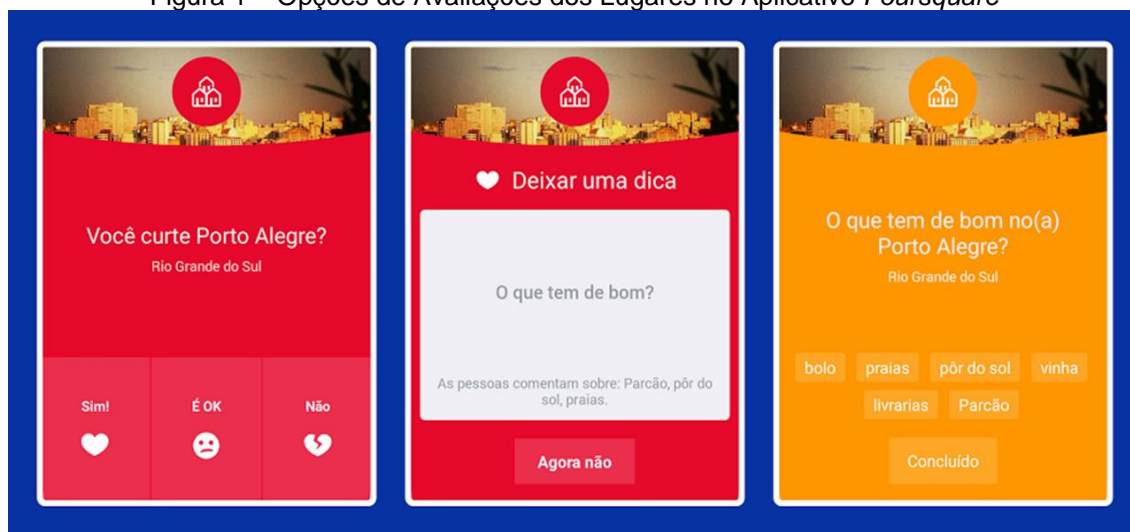 Figura 1 – Opções de Avaliações dos Lugares no Aplicativo Foursquare
Você curte Porto Alegre?
Rio Grande do Sul
Sim!
É OK
Não
Deixar uma dica
O que tem de bom?
As pessoas comentam sobre: Parcão, pôr do
sol, praias.
Agora não
O que tem de bom no(a)
Porto Alegre?
Rio Grande do Sul
bolo praias pôr do sol vinha
livrarias Parcão
Concluído